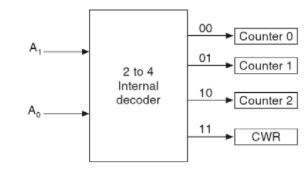 A₁
A₀
2 to 4
Internal
decoder
00
Counter 0
01
Counter 1
10
Counter 2
11
CWR